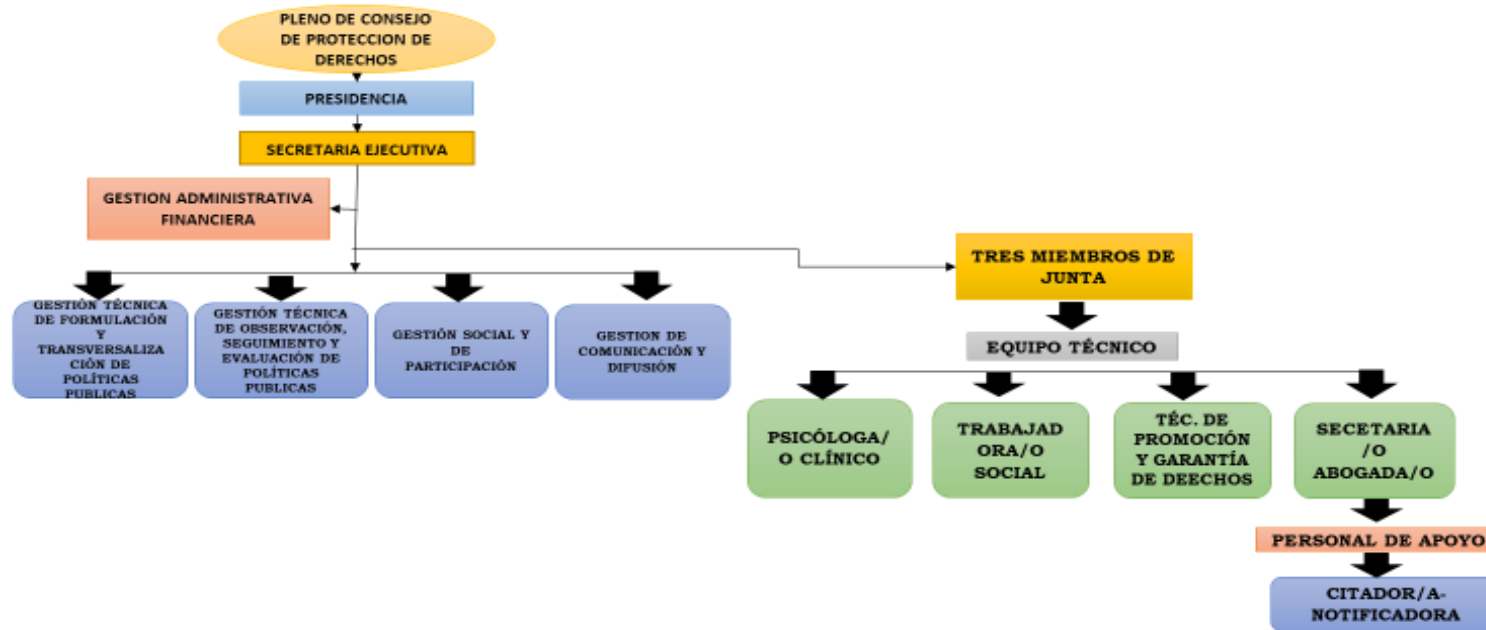 PLENO DE CONSEJO
DE PROTECCION DE
DERECHOS
PRESIDENCIA
SECRETARIA EJECUTIVA
GESTION ADMINISTRATIVA
FINANCIERA
TRES MIEMBROS DE
JUNTA
GESTIÓN TÉCNICA
DE FORMULACIÓN
Y
TRANSVERSALIZA
CIÓN DE
POLÍTICAS
PUBLICAS
GESTIÓN TÉCNICA
DE OBSERVACIÓN,
SEGUIMIENTO Y
EVALUACIÓN DE
POLÍTICAS
PUBLICAS
GESTIÓN SOCIAL Y
DE
PARTICIPACIÓN
GESTION DE
COMUNICACIÓN Y
DIFUSIÓN
EQUIPO TÉCNICO
PSICÓLOGA/
O CLÍNICO
TRABAJAD
ORA/O
SOCIAL
TÉC. DE
PROMOCIÓN
Y GARANTÍA
DE DEECHOS
SECETARIA
/O
ABOGADA/O
PERSONAL DE APOYO
CITADOR/A-
NOTIFICADORA